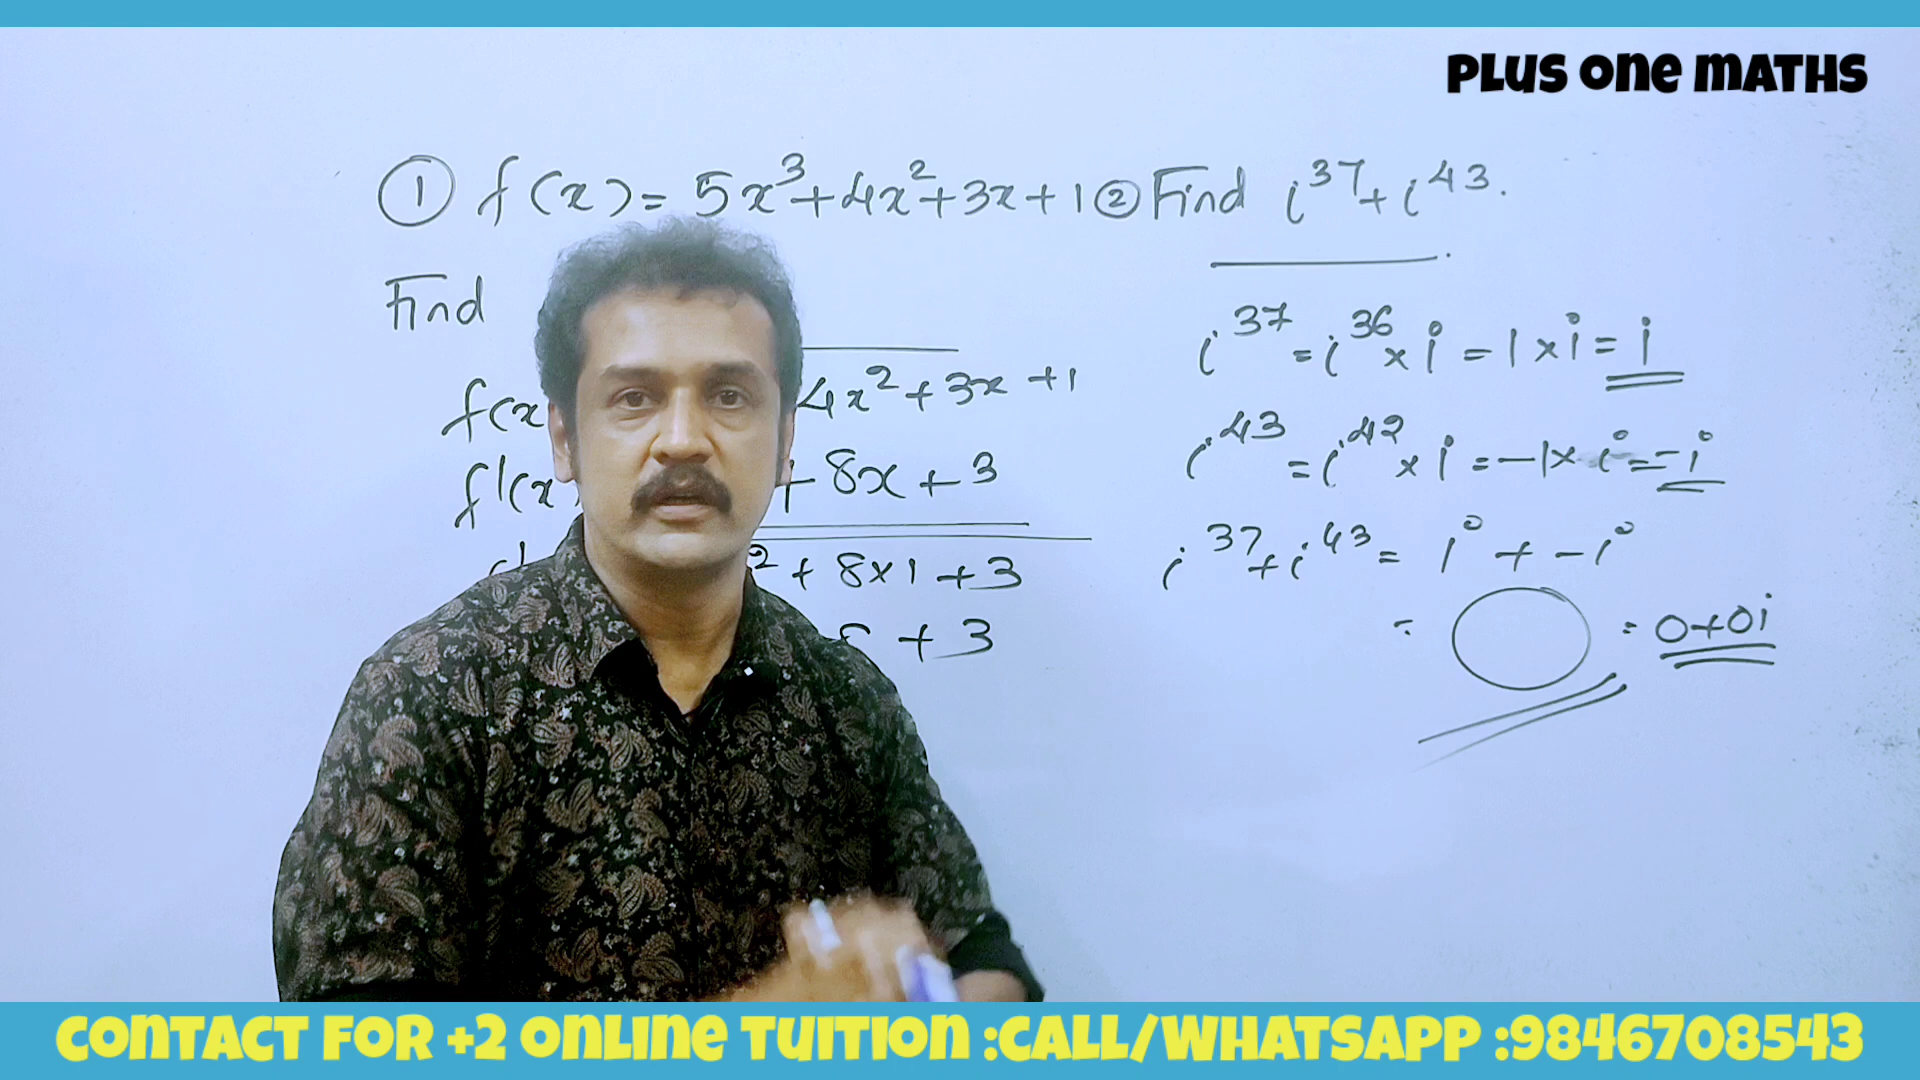 PLUS ONE MATHS
① f(x) = 5x³+4x²+3x+1
Find
4x²+3x+1
+8x+3
² + 8×1 + 3
+ 3
② Find i³⁷+i⁴³.
i³⁷ = i³⁶ × i = 1×i = i
i⁴³ = i⁴² × i = -1× i = -i
i³⁷+i⁴³ = i + -i
= 0 = 0+0i
CONTACT FOR +2 ONLINE TUITION :CALL/WHATSAPP :9846708543